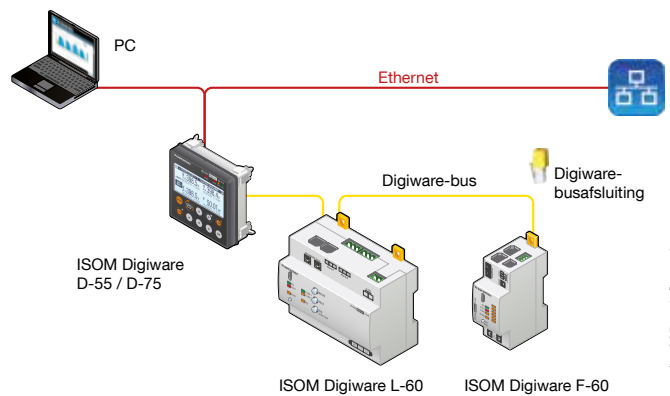 PC
Ethernet
Digiware-bus
Digiware-
busafsluiting
ISOM Digiware
D-55 / D-75
ISOM Digiware L-60
ISOM Digiware F-60